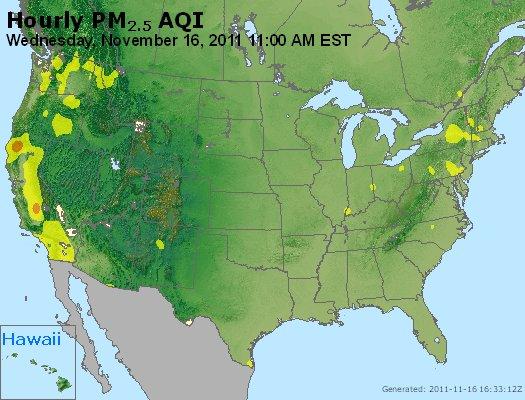 Hourly PM2.5 AQI
Wednesday, November 16, 2011 11:00 AM EST
Hawaii
Generated: 2011-11-16 16:33:12Z